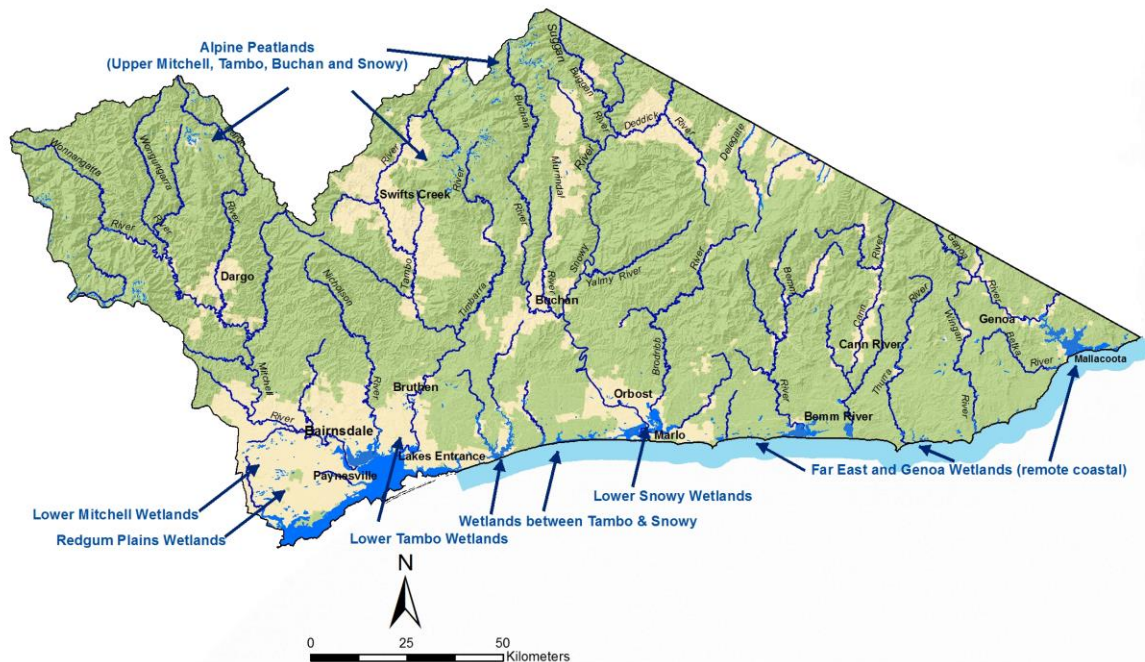 Alpine Peatlands
(Upper Mitchell, Tambo, Buchan and Snowy)
Suggan
Buggan
River
Buchan
River
Deddick
River
Delegate
Wonnangatta
River
Wongungarra
River
River
River
River
Swifts Creek
Murrindal
River
River
Dargo
Nicholson
River
Tambo
Timbarra
Buchan
Snowy
Yalmy River
River
Bemm
River
Cann
River
River
Genoa
River
Genoa
Wingan
River
Betka
River
Mallacoota
Cann River
Thurra
Brodribb
Mitchell
River
Bruthen
Orbost
Bemm River
River
Bairnsdale
Marlo
Lakes Entrance
Paynesville
Far East and Genoa Wetlands (remote coastal)
Lower Snowy Wetlands
Lower Mitchell Wetlands
Wetlands between Tambo & Snowy
Redgum Plains Wetlands
Lower Tambo Wetlands
N
0 25 50
Kilometers